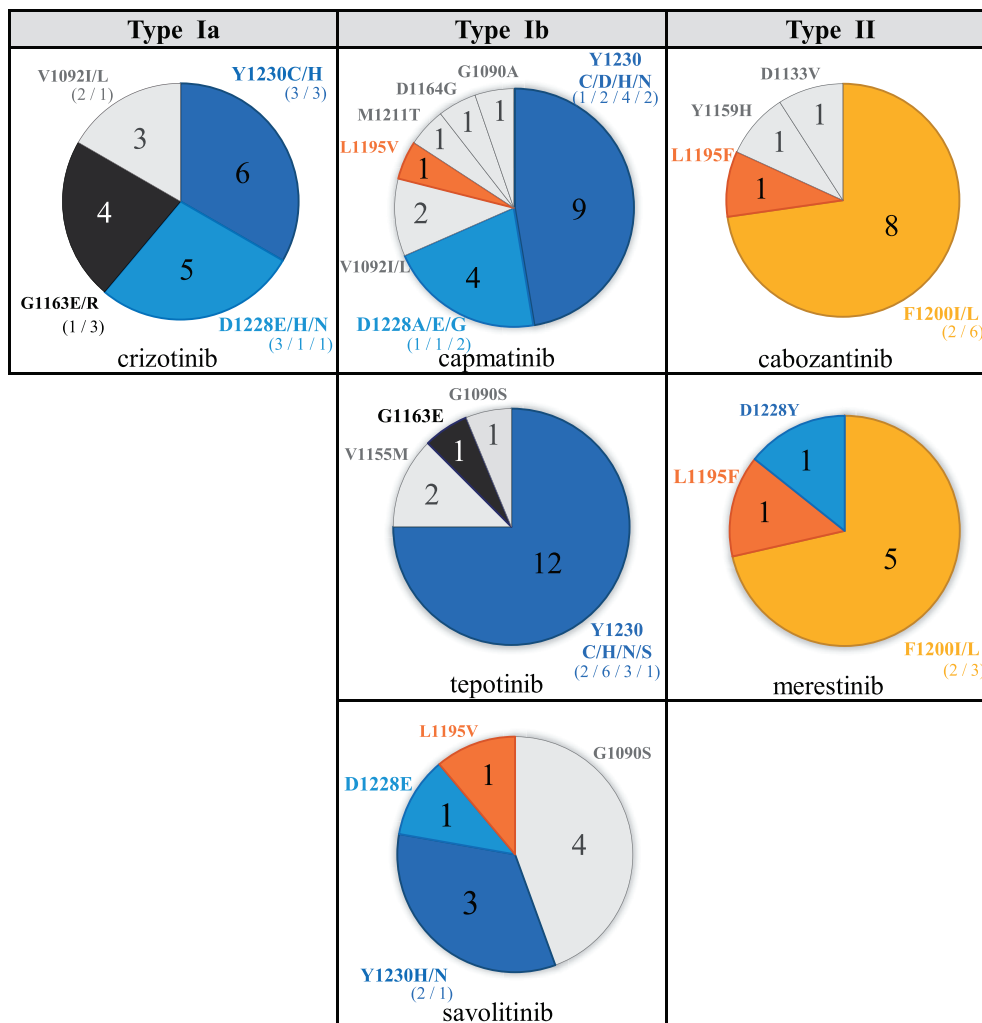 Type Ia
Type Ib
Type II
V1092I/L
(2 / 1)
Y1230C/H
(3 / 3)
3
6
4
5
G1163E/R
(1 / 3)
D1228E/H/N
(3 / 1 / 1)
crizotinib
G1090A
D1164G
M1211T
L1195V
Y1230
C/D/H/N
(1 / 2 / 4 / 2)
1
1
1
1
2
9
4
V1092I/L
D1228A/E/G
(1 / 1 / 2)
capmatinib
D1133V
Y1159H
L1195F
1
1
1
8
F1200I/L
(2 / 6)
cabozantinib
G1090S
G1163E
V1155M
1
1
2
12
Y1230
C/H/N/S
(2 / 6 / 3 / 1)
tepotinib
D1228Y
L1195F
1
1
5
F1200I/L
(2 / 3)
merestinib
L1195V
G1090S
D1228E
1
1
4
3
Y1230H/N
(2 / 1)
savolitinib